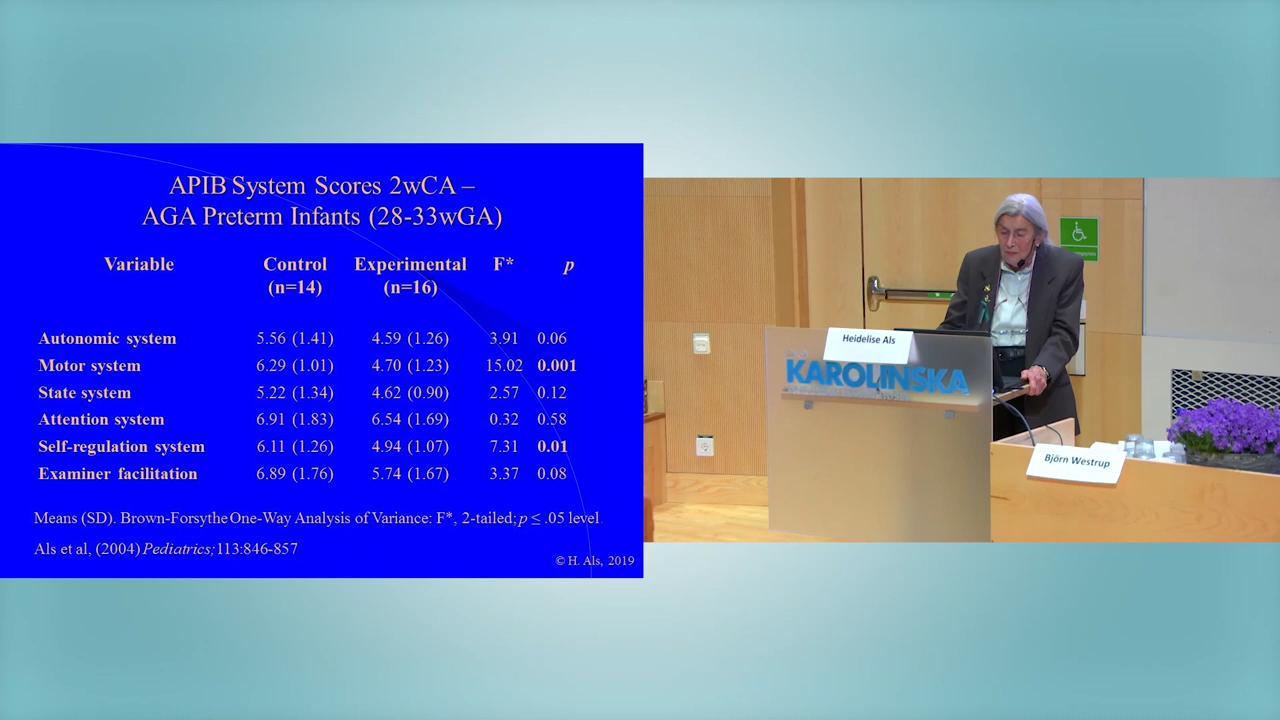 APIB System Scores 2wCA –
AGA Preterm Infants (28-33wGA)
Variable Control Experimental F* p
(n=14) (n=16)
Autonomic system 5.56 (1.41) 4.59 (1.26) 3.91 0.06
Motor system 6.29 (1.01) 4.70 (1.23) 15.02 0.001
State system 5.22 (1.34) 4.62 (0.90) 2.57 0.12
Attention system 6.91 (1.83) 6.54 (1.69) 0.32 0.58
Self-regulation system 6.11 (1.26) 4.94 (1.07) 7.31 0.01
Examiner facilitation 6.89 (1.76) 5.74 (1.67) 3.37 0.08
Means (SD). Brown-Forsythe One-Way Analysis of Variance: F*, 2-tailed; p ≤ .05 level.
Als et al, (2004) Pediatrics; 113:846-857
© H. Als, 2019
Heidelise Als
KAROLINSKA
Björn Westrup